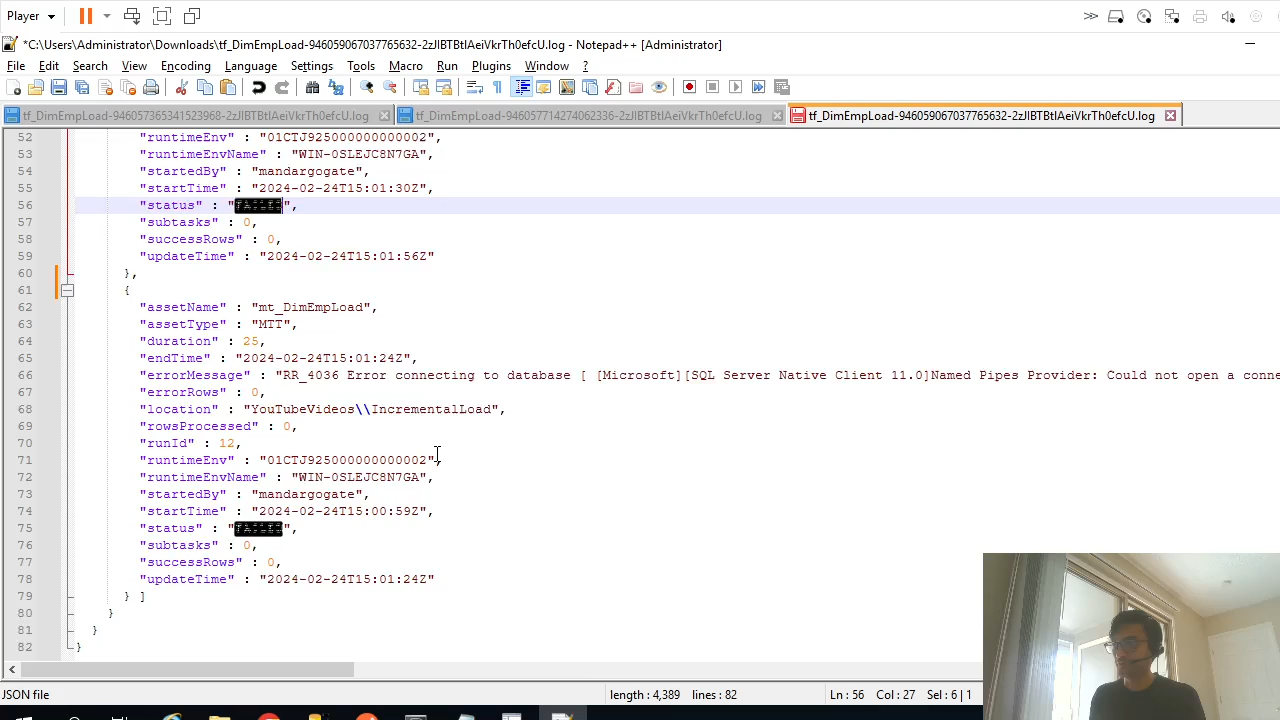 Player
*C:\Users\Administrator\Downloads\tf_DimEmpLoad-946059067037765632-2zJlBTBtlAeiVkrTh0efcU.log - Notepad++ [Administrator]
File Edit Search View Encoding Language Settings Tools Macro Run Plugins Window ?
tf_DimEmpLoad-946057365341523968-2zJlBTBtlAeiVkrTh0efcU.log tf_DimEmpLoad-946057714274062336-2zJlBTBtlAeiVkrTh0efcU.log tf_DimEmpLoad-946059067037765632-2zJlBTBtlAeiVkrTh0efcU.log
52 "runtimeEnv" : "01CTJ925000000000002",
53 "runtimeEnvName" : "WIN-0SLEJC8N7GA",
54 "startedBy" : "mandargogate",
55 "startTime" : "2024-02-24T15:01:30Z",
56 "status" : "FAILED",
57 "subtasks" : 0,
58 "successRows" : 0,
59 "updateTime" : "2024-02-24T15:01:56Z"
60 },
61 {
62 "assetName" : "mt_DimEmpLoad",
63 "assetType" : "MTT",
64 "duration" : 25,
65 "endTime" : "2024-02-24T15:01:24Z",
66 "errorMessage" : "RR_4036 Error connecting to database [ [Microsoft][SQL Server Native Client 11.0]Named Pipes Provider: Could not open a conne
67 "errorRows" : 0,
68 "location" : "YouTubeVideos\\IncrementalLoad",
69 "rowsProcessed" : 0,
70 "runId" : 12,
71 "runtimeEnv" : "01CTJ925000000000002",
72 "runtimeEnvName" : "WIN-0SLEJC8N7GA",
73 "startedBy" : "mandargogate",
74 "startTime" : "2024-02-24T15:00:59Z",
75 "status" : "FAILED",
76 "subtasks" : 0,
77 "successRows" : 0,
78 "updateTime" : "2024-02-24T15:01:24Z"
79 } ]
80 }
81 }
82 }
JSON file length : 4,389 lines : 82 Ln : 56 Col : 27 Sel : 6 | 1